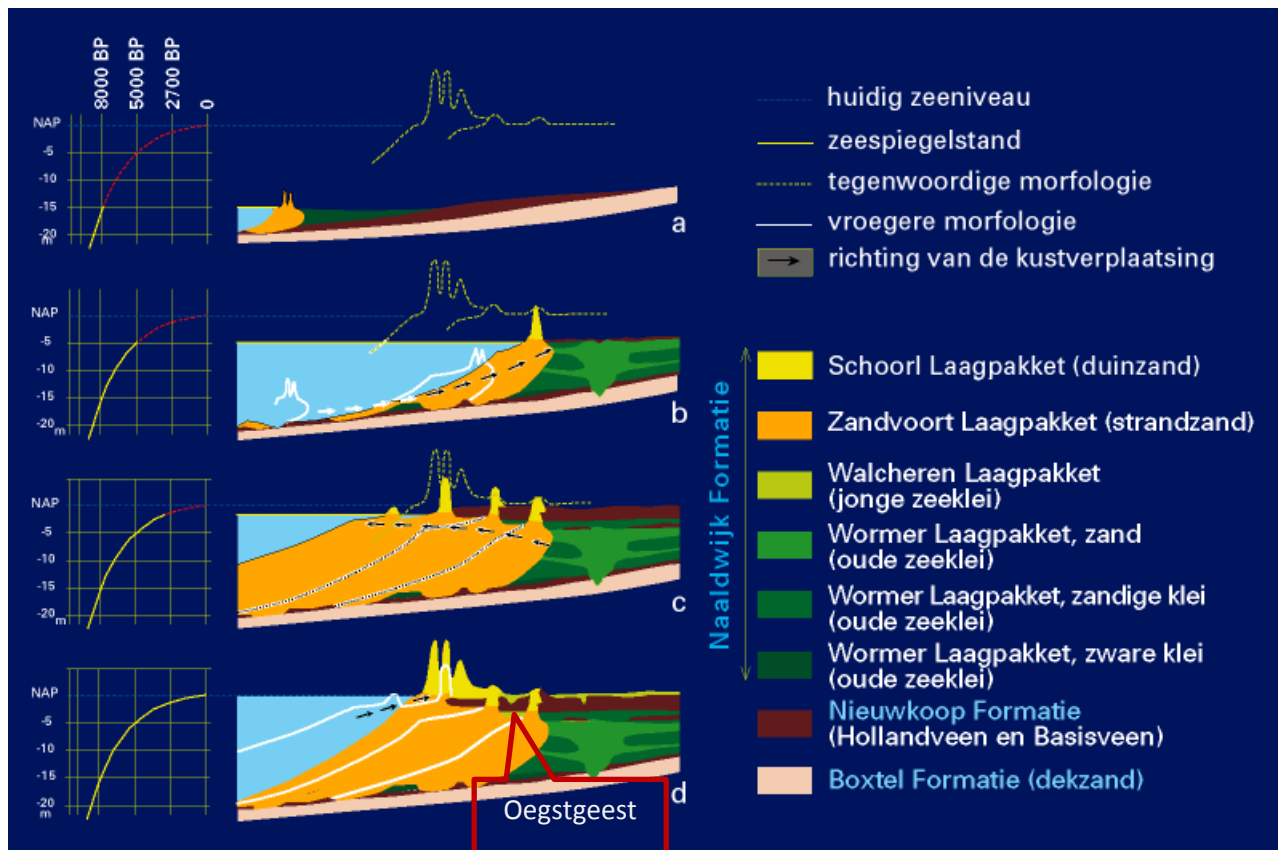 8000 BP
5000 BP
2700 BP
0
NAP
-5
-10
-15
-20
m
a
NAP
-5
-10
-15
-20
m
b
NAP
-5
-10
-15
-20
m
c
NAP
-5
-10
-15
-20
m
d
Oegstgeest
huidig zeeniveau
zeespiegelstand
tegenwoordige morfologie
vroegere morfologie
richting van de kustverplaatsing
Naaldwijk Formatie
Schoorl Laagpakket (duinzand)
Zandvoort Laagpakket (strandzand)
Walcheren Laagpakket
(jonge zeeklei)
Wormer Laagpakket, zand
(oude zeeklei)
Wormer Laagpakket, zandige klei
(oude zeeklei)
Wormer Laagpakket, zware klei
(oude zeeklei)
Nieuwkoop Formatie
(Hollandveen en Basisveen)
Boxtel Formatie (dekzand)